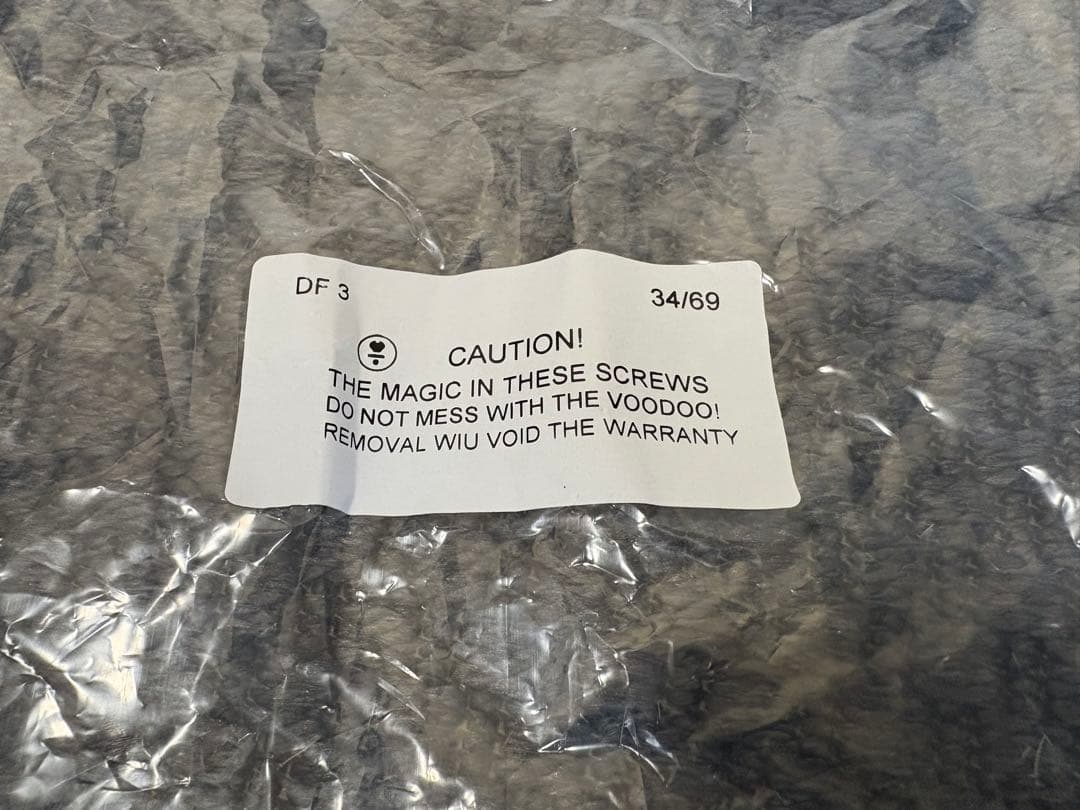 DF 3 34/69
CAUTION!
THE MAGIC IN THESE SCREWS
DO NOT MESS WITH THE VOODOO!
REMOVAL WIU VOID THE WARRANTY